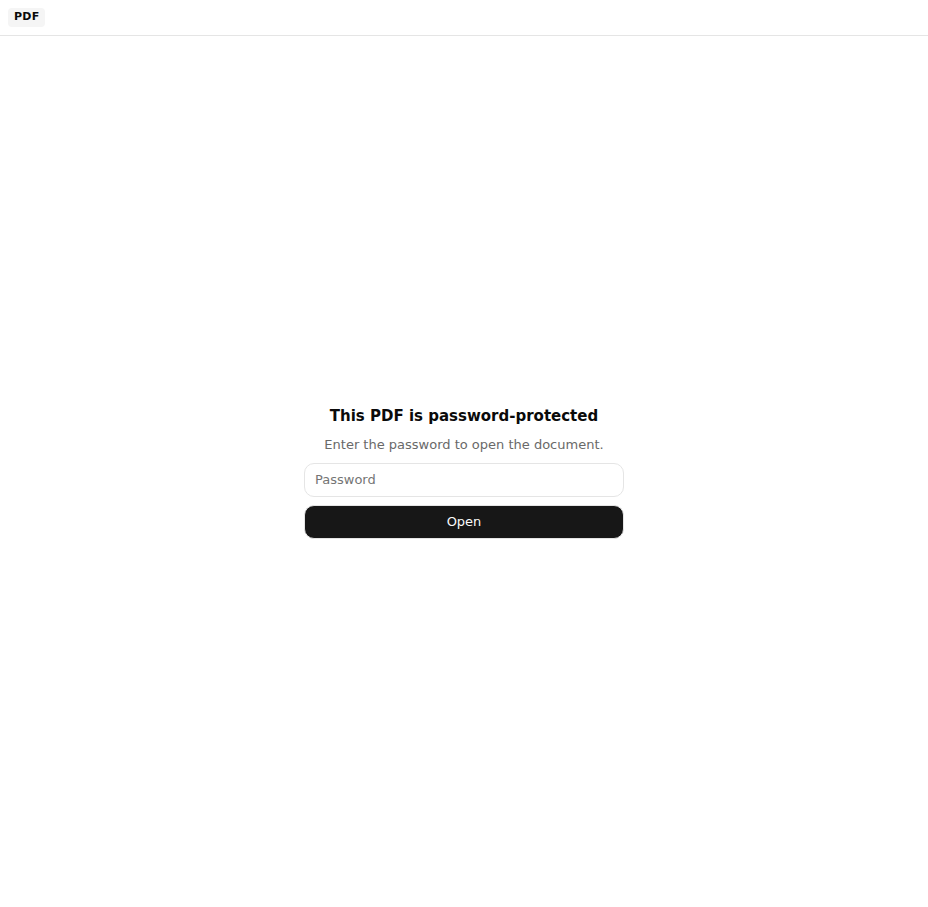 PDF
This PDF is password-protected
Enter the password to open the document.
Password
Open